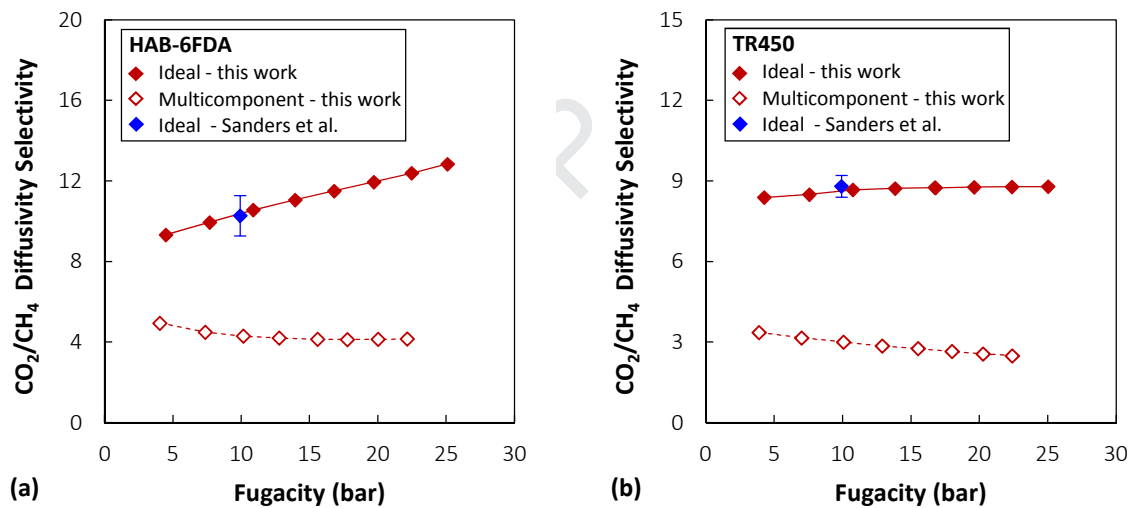 20
16
12
8
4
0
CO2/CH4 Diffusivity Selectivity
HAB-6FDA
Ideal - this work
Multicomponent - this work
Ideal - Sanders et al.
0 5 10 15 20 25 30
(a)
Fugacity (bar)
15
12
9
6
3
0
CO2/CH4 Diffusivity Selectivity
TR450
Ideal - this work
Multicomponent - this work
Ideal - Sanders et al.
0 5 10 15 20 25 30
(b)
Fugacity (bar)